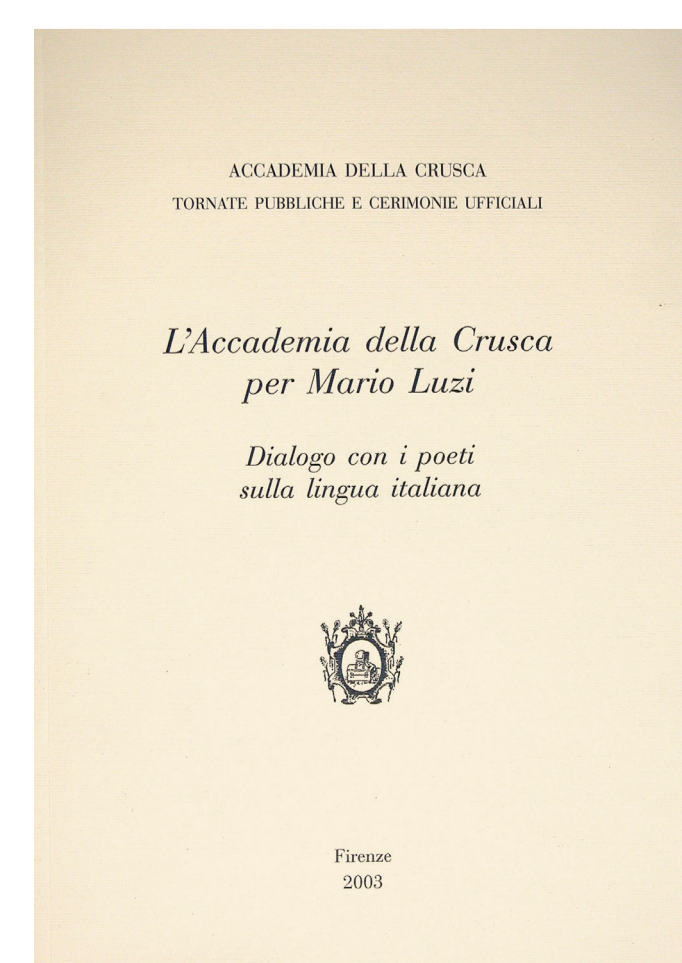 ACCADEMIA DELLA CRUSCA
TORNATE PUBBLICHE E CERIMONIE UFFICIALI
L'Accademia della Crusca
per Mario Luzi
Dialogo con i poeti
sulla lingua italiana
Firenze
2003